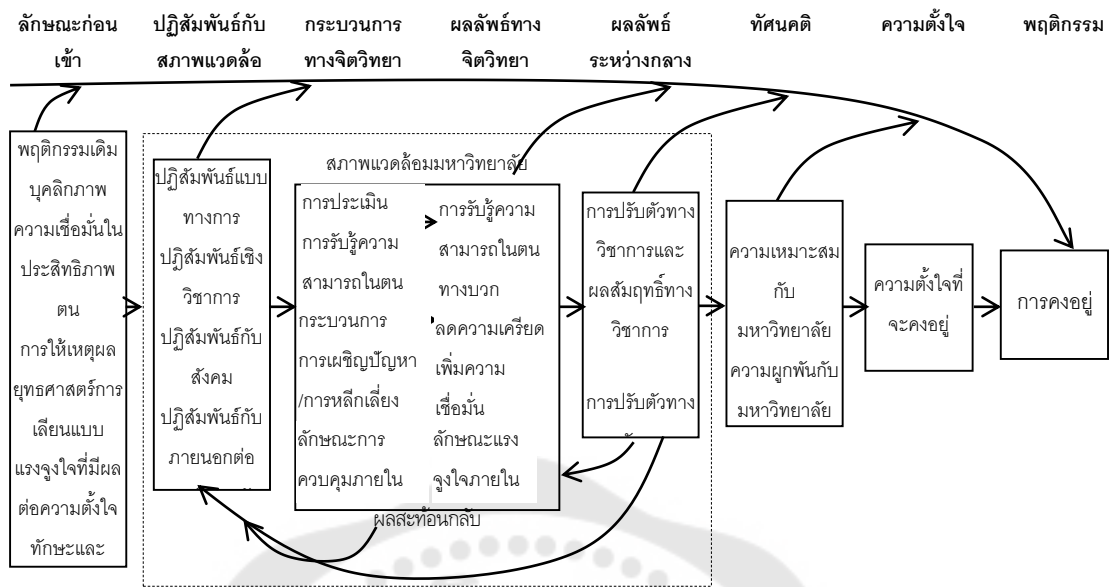 ลักษณะก่อน
เข้า
ปฏิสัมพันธ์กับ
สภาพแวดล้อ
กระบวนการ
ทางจิตวิทยา
ผลลัพธ์ทาง
จิตวิทยา
ผลลัพธ์
ระหว่างกลาง
ทัศนคติ
ความตั้งใจ
พฤติกรรม
พฤติกรรมเดิม
บุคลิกภาพ
ความเชื่อมั่นใน
ประสิทธิภาพ
ตน
การให้เหตุผล
ยุทธศาสตร์การ
เลียนแบบ
แรงจูงใจที่มีผล
ต่อความตั้งใจ
ทักษะและ
สภาพแวดล้อมมหาวิทยาลัย
ปฏิสัมพันธ์แบบ
ทางการ
ปฏิสัมพันธ์เชิง
วิชาการ
ปฏิสัมพันธ์กับ
สังคม
ปฏิสัมพันธ์กับ
ภายนอกต่อ
การประเมิน
การรับรู้ความ
สามารถในตน
กระบวนการ
การเผชิญปัญหา
/การหลีกเลี่ยง
ลักษณะการ
ควบคุมภายใน
การรับรู้ความ
สามารถในตน
ทางบวก
ลดความเครียด
เพิ่มความ
เชื่อมั่น
ลักษณะแรง
จูงใจภายใน
การปรับตัวทาง
วิชาการและ
ผลสัมฤทธิ์ทาง
วิชาการ
การปรับตัวทาง
ความเหมาะสม
กับ
มหาวิทยาลัย
ความผูกพันกับ
มหาวิทยาลัย
ความตั้งใจที่
จะคงอยู่
การคงอยู่
ผลสะท้อนกลับ